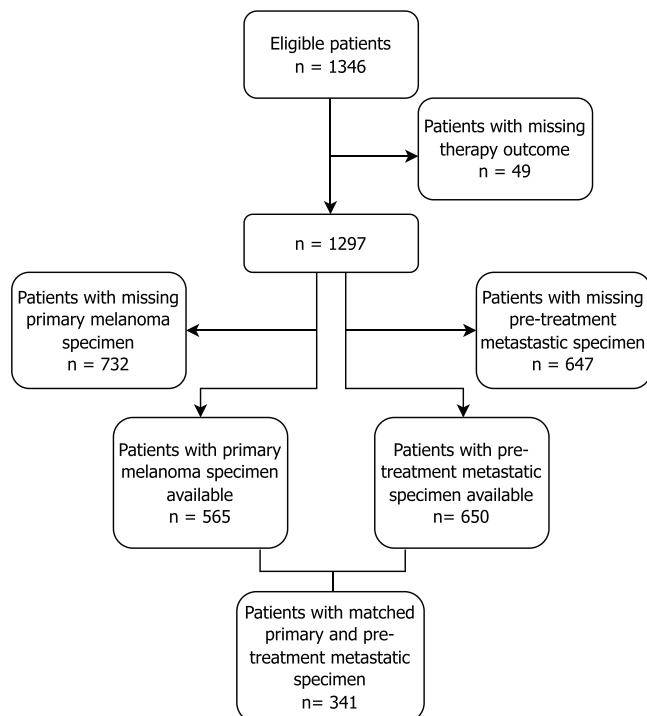 Eligible patients
n = 1346
Patients with missing
therapy outcome
n = 49
n = 1297
Patients with missing
primary melanoma
specimen
n = 732
Patients with missing
pre-treatment
metastastic specimen
n = 647
Patients with primary
melanoma specimen
available
n = 565
Patients with pre-
treatment metastatic
specimen available
n= 650
Patients with matched
primary and pre-
treatment metastatic
specimen
n= 341